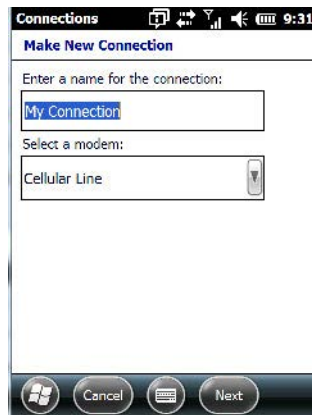 Connections 9:31
Make New Connection
Enter a name for the connection:
My Connection
Select a modem:
Cellular Line
Cancel Next